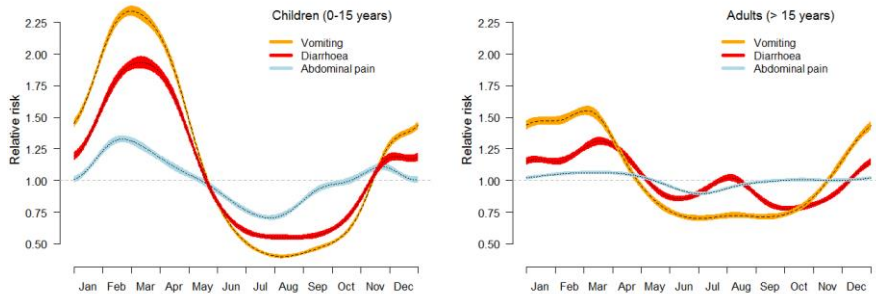 Children (0-15 years)
Vomiting
Diarrhoea
Abdominal pain
Relative risk
2.25
2.00
1.75
1.50
1.25
1.00
0.75
0.50
Jan Feb Mar Apr May Jun Jul Aug Sep Oct Nov Dec
Adults (> 15 years)
Vomiting
Diarrhoea
Abdominal pain
Relative risk
2.25
2.00
1.75
1.50
1.25
1.00
0.75
0.50
Jan Feb Mar Apr May Jun Jul Aug Sep Oct Nov Dec